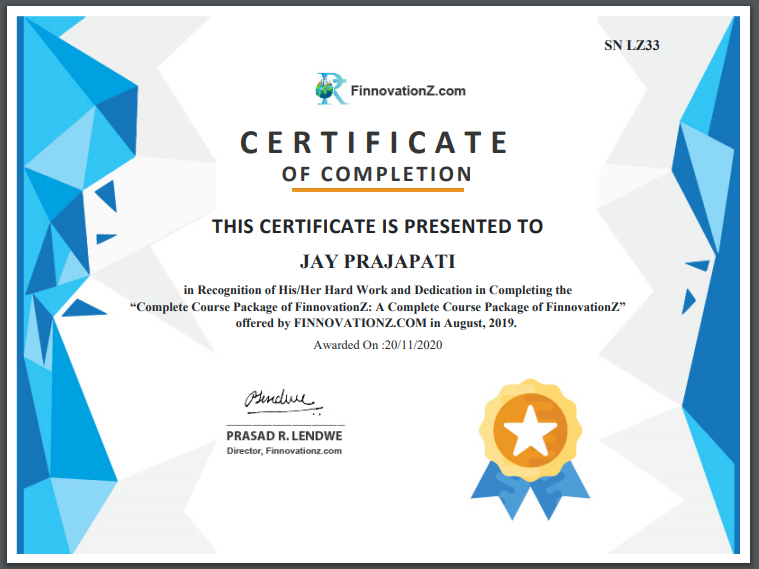 SN LZ33
FinnovationZ.com
CERTIFICATE
OF COMPLETION
THIS CERTIFICATE IS PRESENTED TO
JAY PRAJAPATI
in Recognition of His/Her Hard Work and Dedication in Completing the
“Complete Course Package of FinnovationZ: A Complete Course Package of FinnovationZ”
offered by FINNOVATIONZ.COM in August, 2019.
Awarded On :20/11/2020
PRASAD R. LENDWE
Director, Finnovationz.com